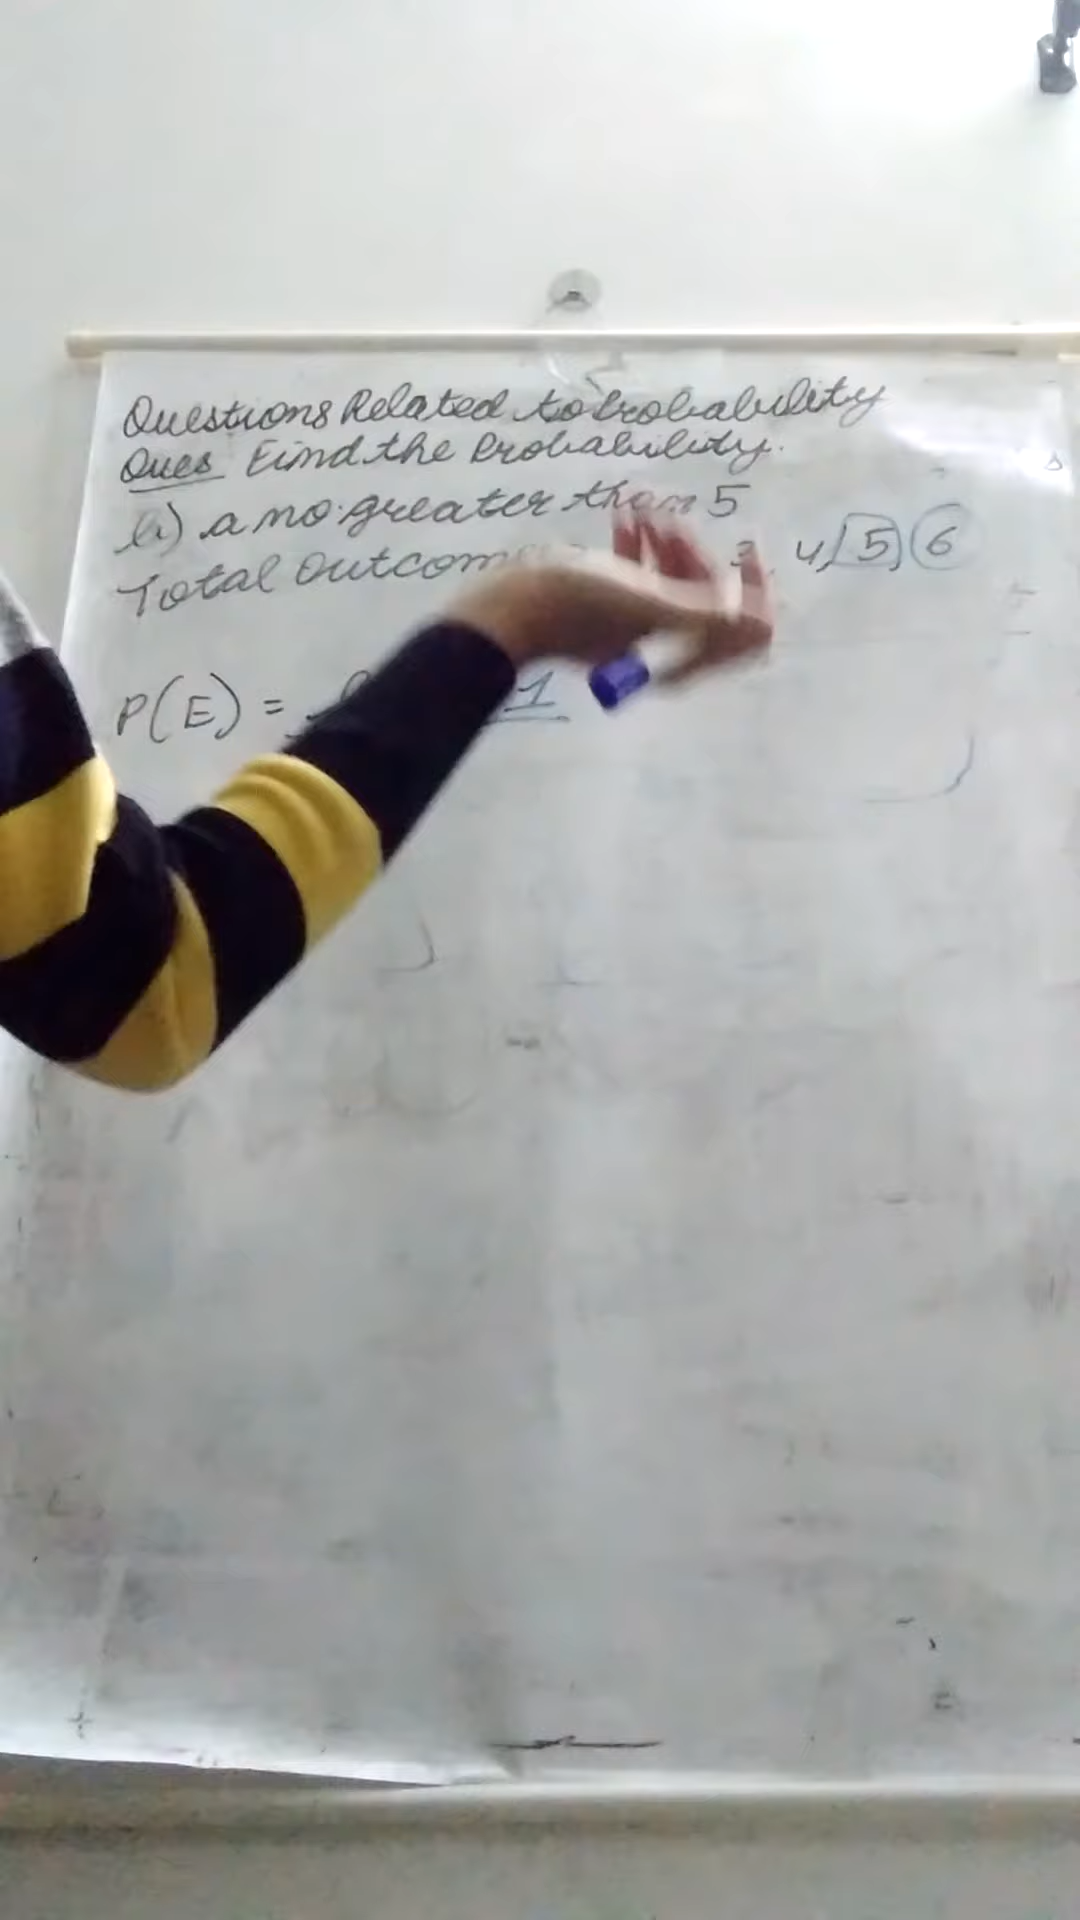 Questions Related to Probability
Ques Find the Probability.
b) a no. greater than 5
Total Outcom 3, 4, 5, 6
P(E) = 1